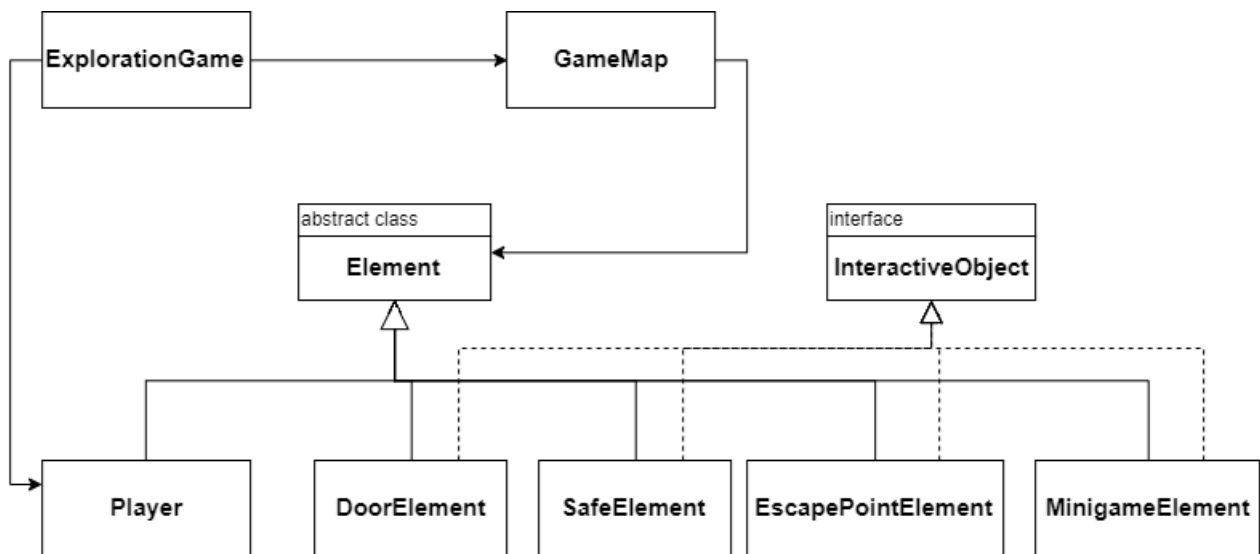 ExplorationGame
GameMap
abstract class
Element
interface
InteractiveObject
Player
DoorElement
SafeElement
EscapePointElement
MinigameElement